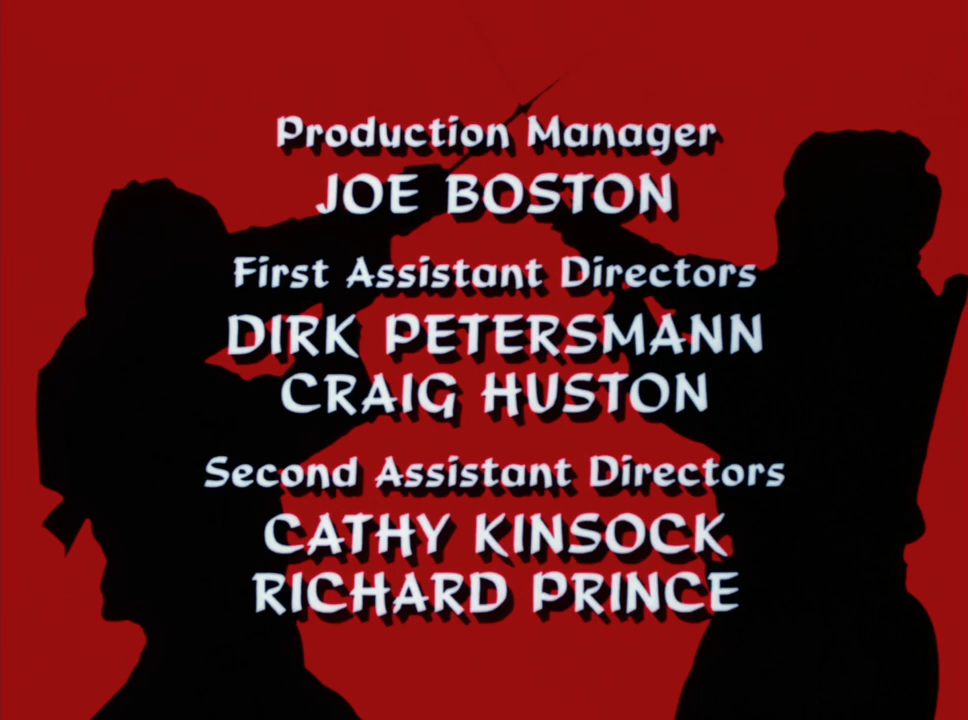 Production Manager
JOE BOSTON
First Assistant Directors
DIRK PETERSMANN
CRAIG HUSTON
Second Assistant Directors
CATHY KINSOCK
RICHARD PRINCE